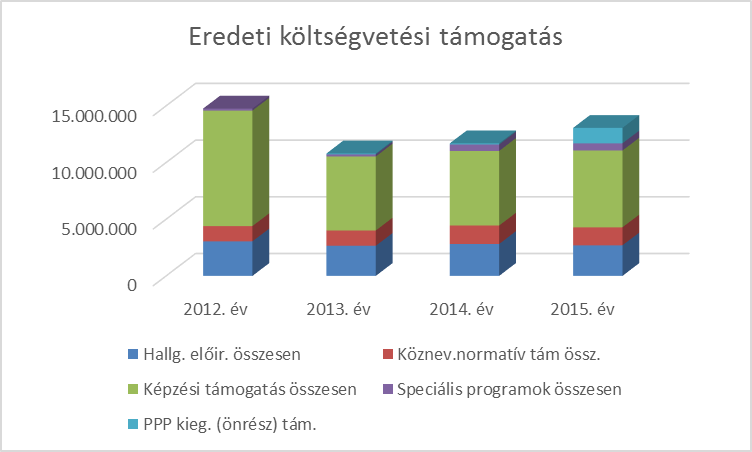 Eredeti költségvetési támogatás
15.000.000
10.000.000
5.000.000
0
2012. év 2013. év 2014. év 2015. év
Hallg. előir. összesen Köznev.normatív tám össz.
Képzési támogatás összesen Speciális programok összesen
PPP kieg. (önrész) tám.